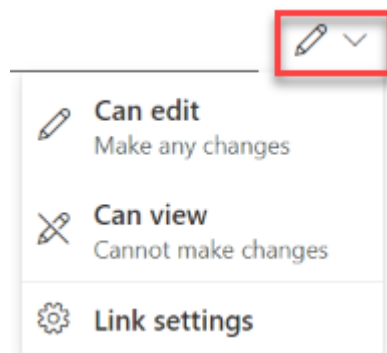 Can edit
Make any changes
Can view
Cannot make changes
Link settings